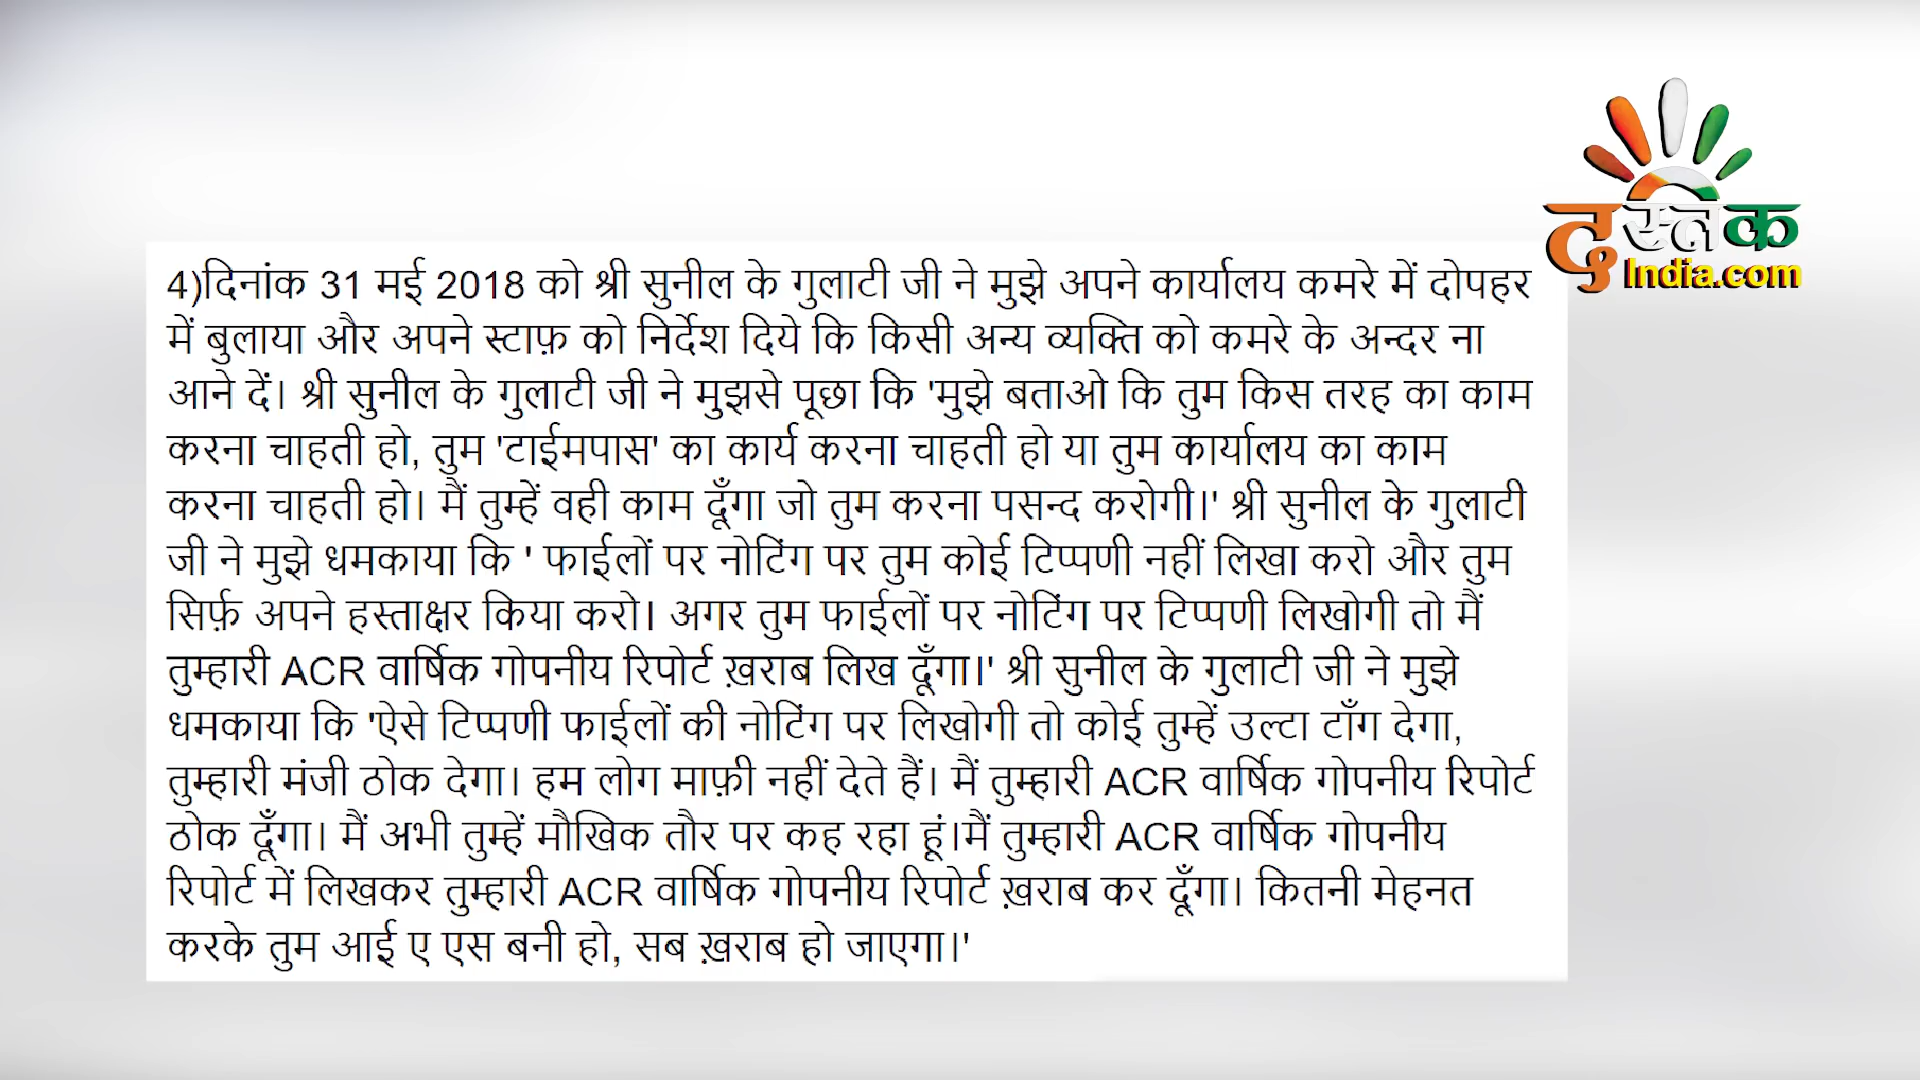 दस्तक
India.com
4)दिनांक 31 मई 2018 को श्री सुनील के गुलाटी जी ने मुझे अपने कार्यालय कमरे में दोपहर
में बुलाया और अपने स्टाफ़ को निर्देश दिये कि किसी अन्य व्यक्ति को कमरे के अन्दर ना
आने दें। श्री सुनील के गुलाटी जी ने मुझसे पूछा कि 'मुझे बताओ कि तुम किस तरह का काम
करना चाहती हो, तुम 'टाईमपास' का कार्य करना चाहती हो या तुम कार्यालय का काम
करना चाहती हो। मैं तुम्हें वही काम दूँगा जो तुम करना पसन्द करोगी।' श्री सुनील के गुलाटी
जी ने मुझे धमकाया कि ' फाईलों पर नोटिंग पर तुम कोई टिप्पणी नहीं लिखा करो और तुम
सिर्फ़ अपने हस्ताक्षर किया करो। अगर तुम फाईलों पर नोटिंग पर टिप्पणी लिखोगी तो मैं
तुम्हारी ACR वार्षिक गोपनीय रिपोर्ट ख़राब लिख दूँगा।' श्री सुनील के गुलाटी जी ने मुझे
धमकाया कि 'ऐसे टिप्पणी फाईलों की नोटिंग पर लिखोगी तो कोई तुम्हें उल्टा टाँग देगा,
तुम्हारी मंजी ठोक देगा। हम लोग माफ़ी नहीं देते हैं। मैं तुम्हारी ACR वार्षिक गोपनीय रिपोर्ट
ठोक दूँगा। मैं अभी तुम्हें मौखिक तौर पर कह रहा हूं।मैं तुम्हारी ACR वार्षिक गोपनीय
रिपोर्ट में लिखकर तुम्हारी ACR वार्षिक गोपनीय रिपोर्ट ख़राब कर दूँगा। कितनी मेहनत
करके तुम आई ए एस बनी हो, सब ख़राब हो जाएगा।'